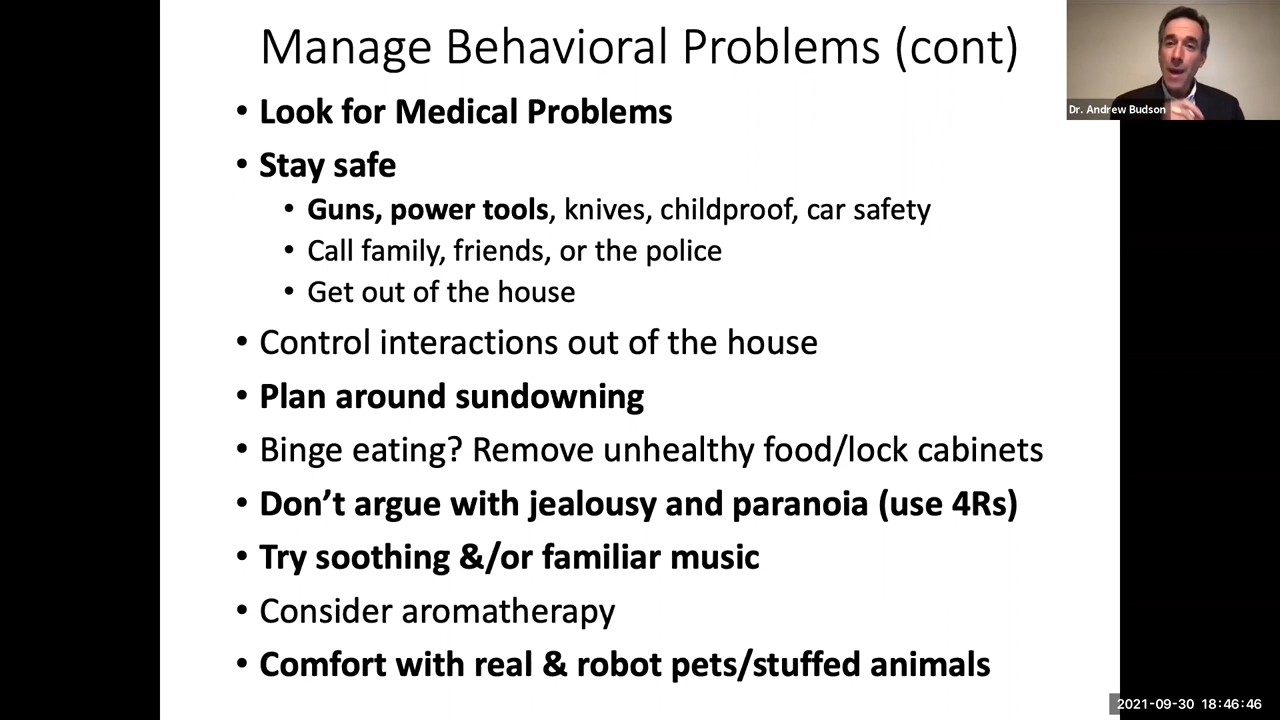 Manage Behavioral Problems (cont)
Dr. Andrew Budson
• Look for Medical Problems
• Stay safe
• Guns, power tools, knives, childproof, car safety
• Call family, friends, or the police
• Get out of the house
• Control interactions out of the house
• Plan around sundowning
• Binge eating? Remove unhealthy food/lock cabinets
• Don’t argue with jealousy and paranoia (use 4Rs)
• Try soothing &/or familiar music
• Consider aromatherapy
• Comfort with real & robot pets/stuffed animals
2021-09-30 18:46:46